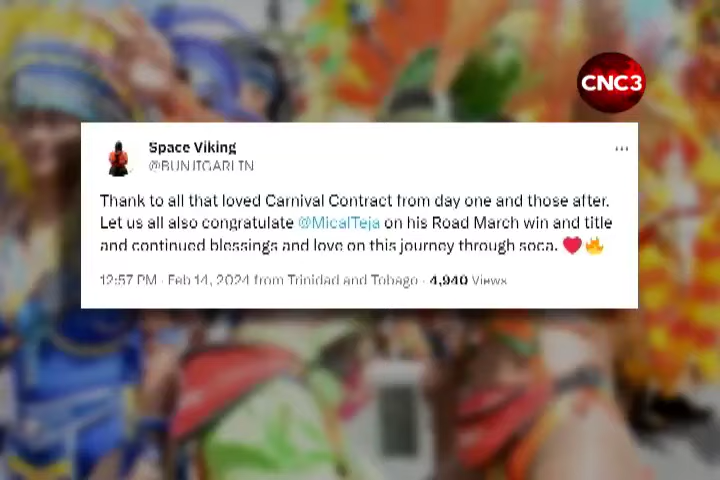 CNC3
Space Viking
@BUNJIGARLIN
Thank to all that loved Carnival Contract from day one and those after.
Let us all also congratulate @MicalTeja on his Road March win and title
and continued blessings and love on this journey through soca. ❤️🔥
12:57 PM · Feb 14, 2024 from Trinidad and Tobago · 4,940 Views